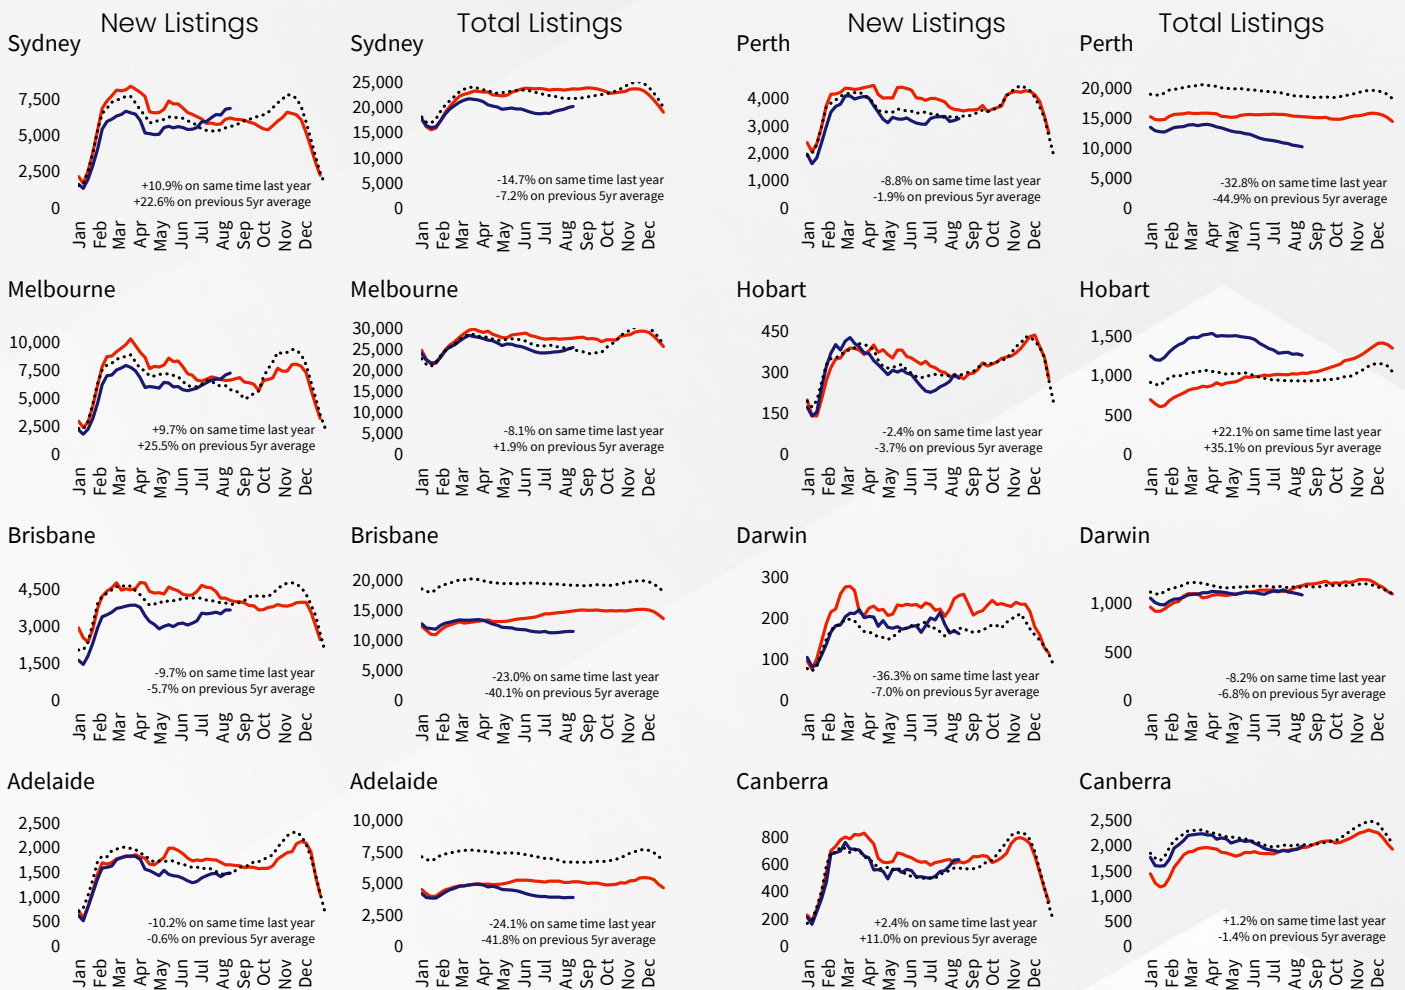 New Listings
Total Listings
New Listings
Total Listings
Sydney
7,500
5,000
2,500
0
+10.9% on same time last year
+22.6% on previous 5yr average
Jan Feb Mar Apr May Jun Jul Aug Sep Oct Nov Dec
Sydney
25,000
20,000
15,000
10,000
5,000
0
-14.7% on same time last year
-7.2% on previous 5yr average
Jan Feb Mar Apr May Jun Jul Aug Sep Oct Nov Dec
Perth
4,000
3,000
2,000
1,000
0
-8.8% on same time last year
-1.9% on previous 5yr average
Jan Feb Mar Apr May Jun Jul Aug Sep Oct Nov Dec
Perth
20,000
15,000
10,000
5,000
0
-32.8% on same time last year
-44.9% on previous 5yr average
Jan Feb Mar Apr May Jun Jul Aug Sep Oct Nov Dec
Melbourne
10,000
7,500
5,000
2,500
0
+9.7% on same time last year
+25.5% on previous 5yr average
Jan Feb Mar Apr May Jun Jul Aug Sep Oct Nov Dec
Melbourne
30,000
25,000
20,000
15,000
10,000
5,000
0
-8.1% on same time last year
+1.9% on previous 5yr average
Jan Feb Mar Apr May Jun Jul Aug Sep Oct Nov Dec
Hobart
450
300
150
0
-2.4% on same time last year
-3.7% on previous 5yr average
Jan Feb Mar Apr May Jun Jul Aug Sep Oct Nov Dec
Hobart
1,500
1,000
500
0
+22.1% on same time last year
+35.1% on previous 5yr average
Jan Feb Mar Apr May Jun Jul Aug Sep Oct Nov Dec
Brisbane
4,500
3,000
1,500
0
-9.7% on same time last year
-5.7% on previous 5yr average
Jan Feb Mar Apr May Jun Jul Aug Sep Oct Nov Dec
Brisbane
20,000
15,000
10,000
5,000
0
-23.0% on same time last year
-40.1% on previous 5yr average
Jan Feb Mar Apr May Jun Jul Aug Sep Oct Nov Dec
Darwin
300
200
100
0
-36.3% on same time last year
-7.0% on previous 5yr average
Jan Feb Mar Apr May Jun Jul Aug Sep Oct Nov Dec
Darwin
1,000
500
0
-8.2% on same time last year
-6.8% on previous 5yr average
Jan Feb Mar Apr May Jun Jul Aug Sep Oct Nov Dec
Adelaide
2,500
2,000
1,500
1,000
500
0
-10.2% on same time last year
-0.6% on previous 5yr average
Jan Feb Mar Apr May Jun Jul Aug Sep Oct Nov Dec
Adelaide
10,000
7,500
5,000
2,500
0
-24.1% on same time last year
-41.8% on previous 5yr average
Jan Feb Mar Apr May Jun Jul Aug Sep Oct Nov Dec
Canberra
800
600
400
200
0
+2.4% on same time last year
+11.0% on previous 5yr average
Jan Feb Mar Apr May Jun Jul Aug Sep Oct Nov Dec
Canberra
2,500
2,000
1,500
1,000
500
0
+1.2% on same time last year
-1.4% on previous 5yr average
Jan Feb Mar Apr May Jun Jul Aug Sep Oct Nov Dec